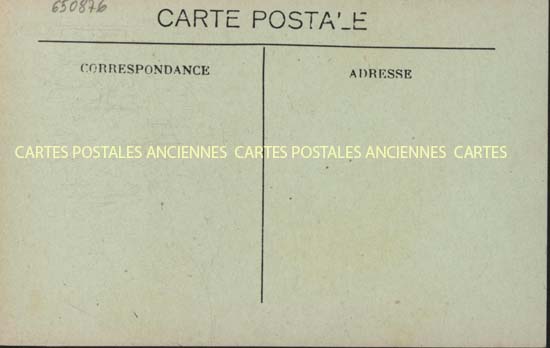 650876
CARTE POSTALE
CORRESPONDANCE
ADRESSE
CARTES POSTALES ANCIENNES CARTES POSTALES ANCIENNES CARTES